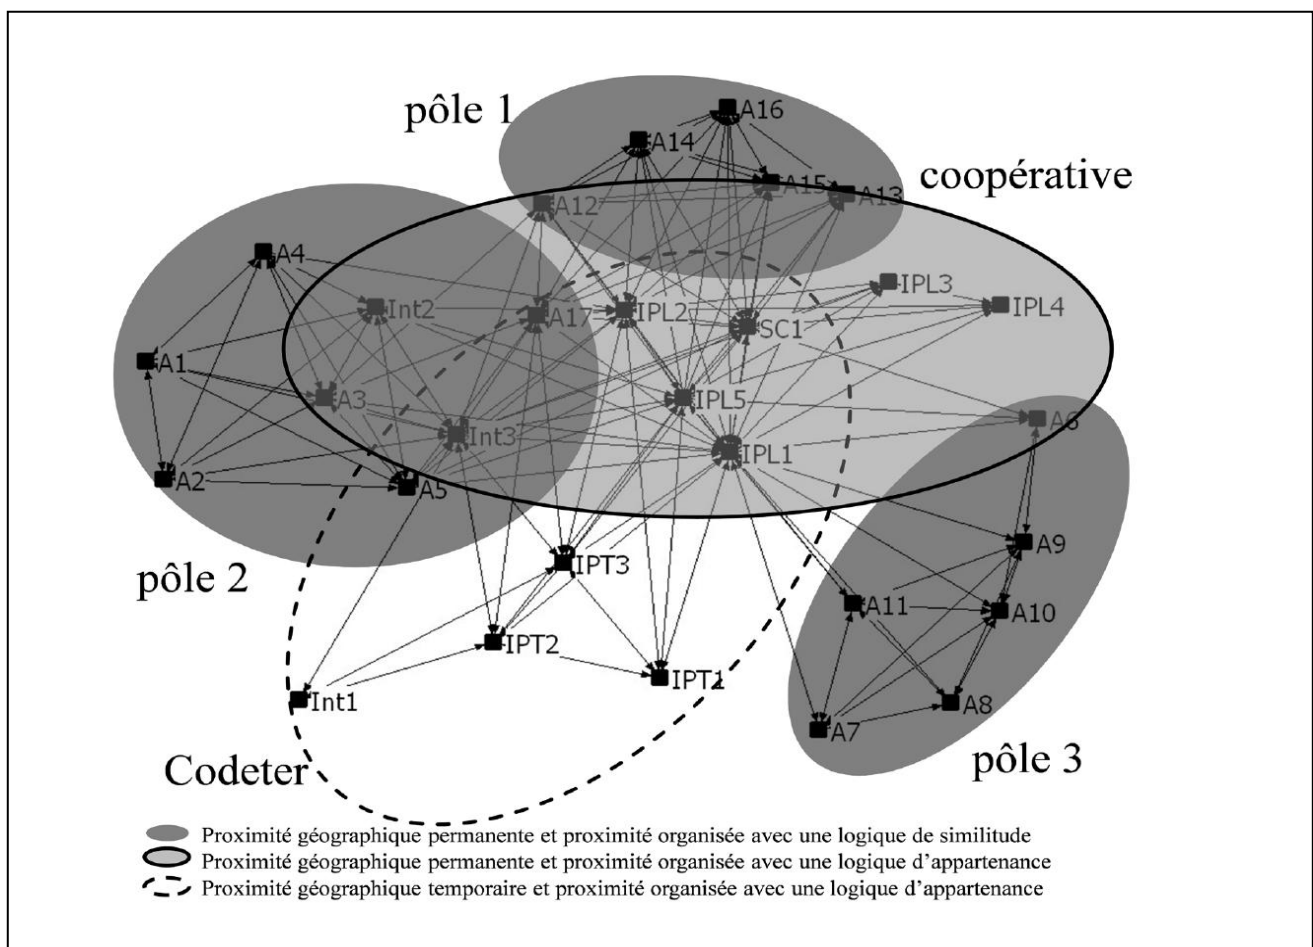 pôle 1
A16
A14
coopérative
A15
A13
A12
A4
IPL3
Int2
A17
IPL2
SC1
IPL4
A1
A3
IPL5
A6
Int3
IPL1
A2
A5
A9
pôle 2
IPT3
A11
A10
IPT2
IPT1
Int1
A8
A7
Codeter
pôle 3
Proximité géographique permanente et proximité organisée avec une logique de similitude
Proximité géographique permanente et proximité organisée avec une logique d'appartenance
Proximité géographique temporaire et proximité organisée avec une logique d'appartenance